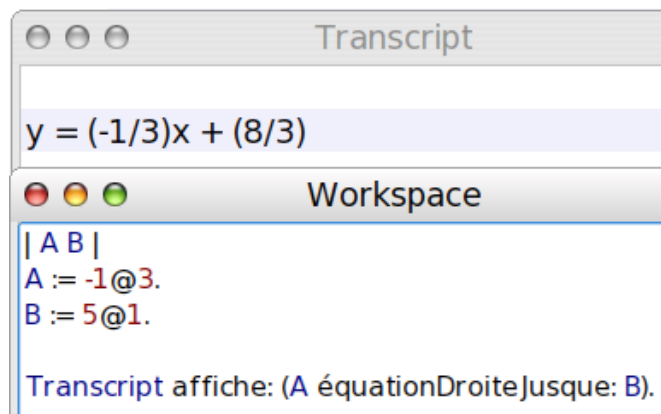 Transcript
y = (-1/3)x + (8/3)
Workspace
| A B |
A := -1@3.
B := 5@1.
Transcript affiche: (A équationDroiteJusque: B).